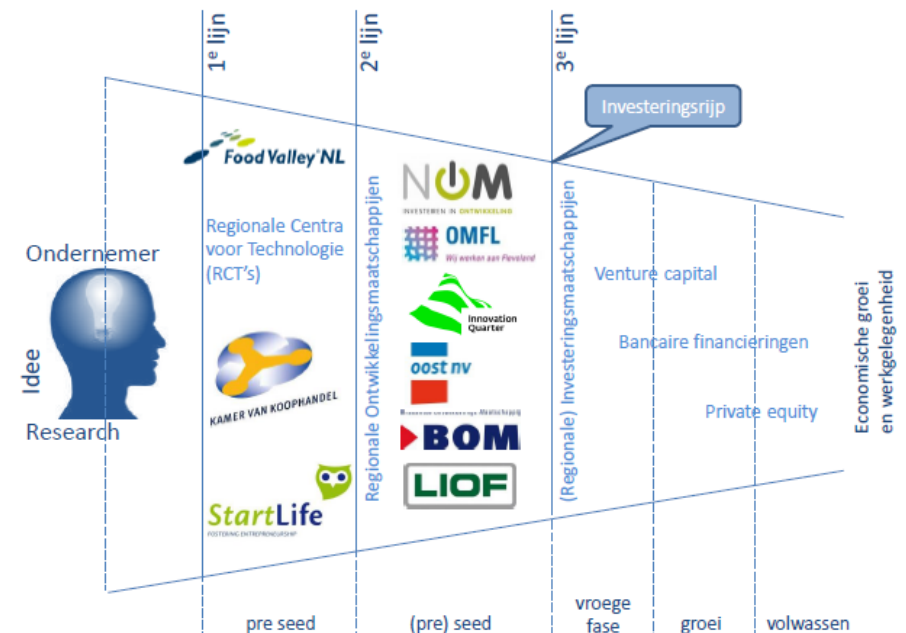 1e lijn
2e lijn
3e lijn
Investeringsrijp
Food Valley NL
Regionale Centra
voor Technologie
(RCT's)
KAMER VAN KOOPHANDEL
StartLife
FOSTERING ENTREPRENEURSHIP
Ondernemer
Idee
Research
Regionale Ontwikkelingsmaatschappijen
NOM
INVESTEREN IN ONTWIKKELING
OMFL
Wij werken aan Flevoland
Innovation
Quarter
oost nv
BOM
LIOF
(Regionale) Investeringsmaatschappijen
Venture capital
Bancaire financieringen
Private equity
Economische groei
en werkgelegenheid
pre seed
(pre) seed
vroege
fase
groei
volwassen